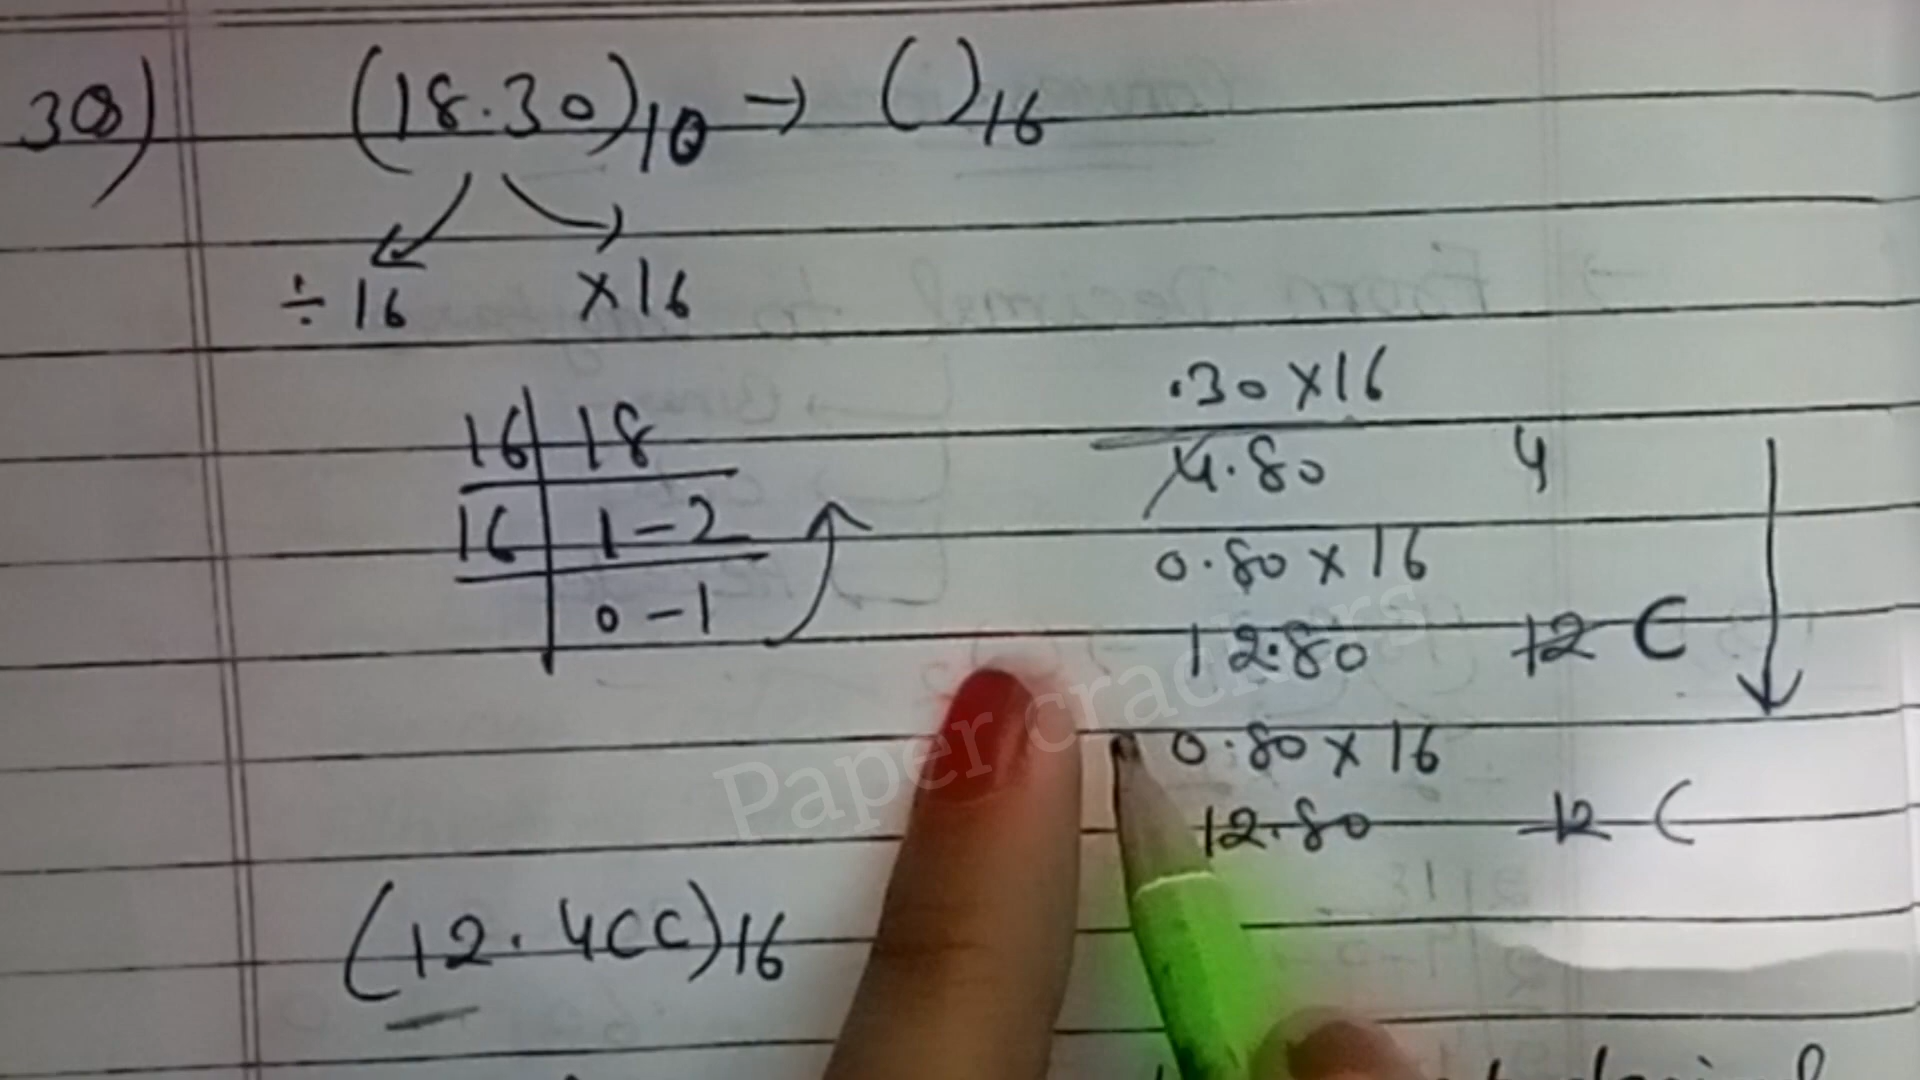 38) (18.30)10 → ( )16
÷16 ×16
16 18
16 1-2
0-1
.30×16
4.80 4
0.80×16
12.80 12 C
0.80×16
12.80 12 C
(12.4CC)16
Paper crackers